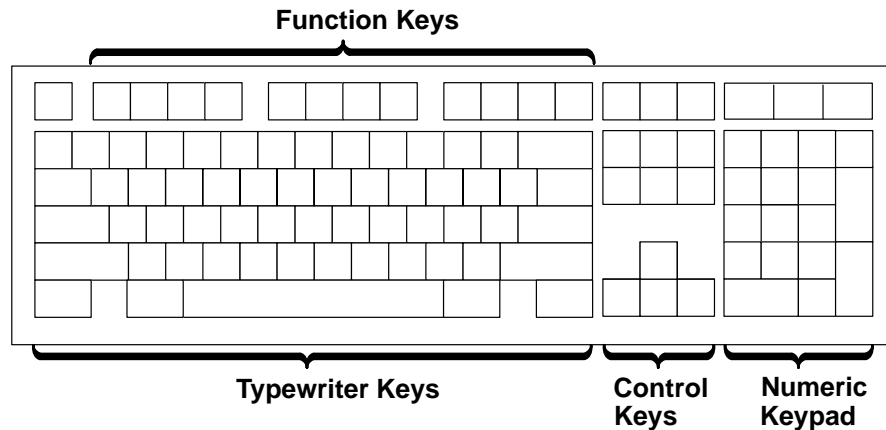 Function Keys
Typewriter Keys
Control
Keys
Numeric
Keypad